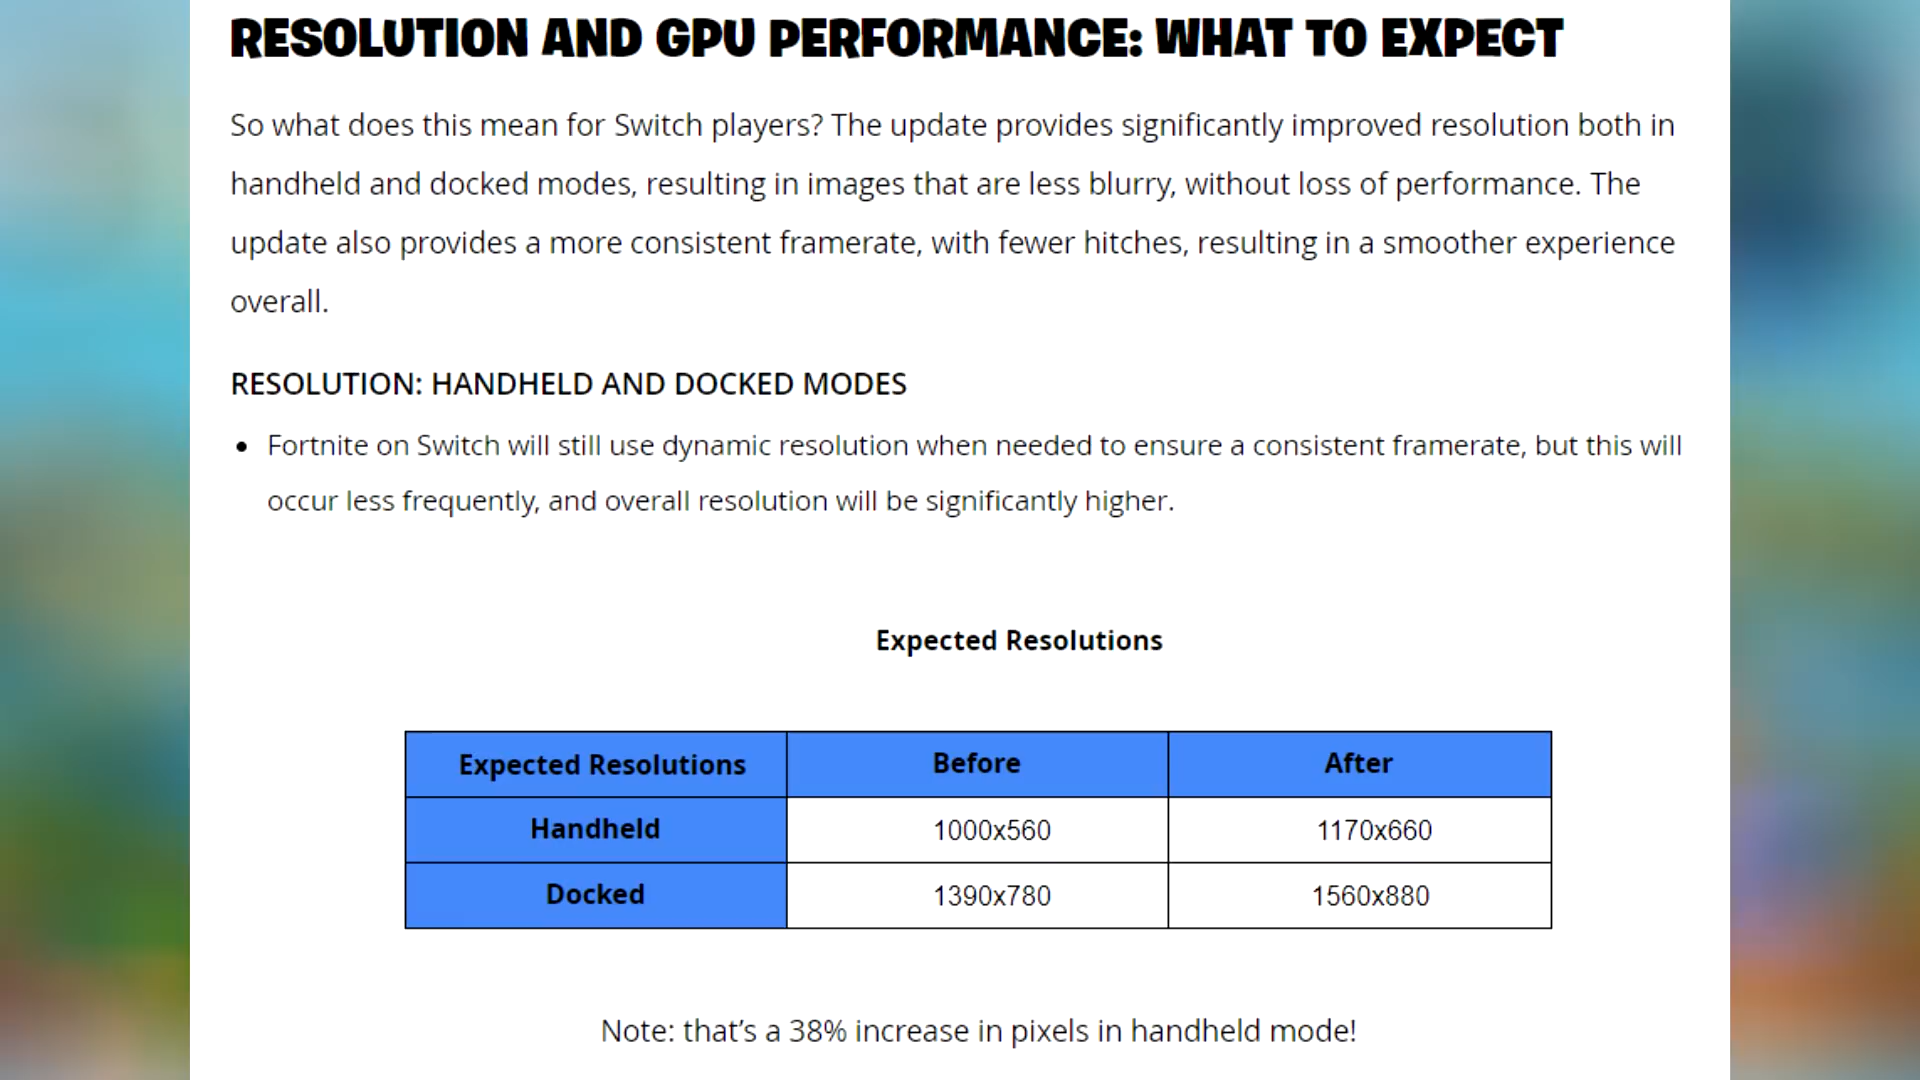 RESOLUTION AND GPU PERFORMANCE: WHAT TO EXPECT
So what does this mean for Switch players? The update provides significantly improved resolution both in
handheld and docked modes, resulting in images that are less blurry, without loss of performance. The
update also provides a more consistent framerate, with fewer hitches, resulting in a smoother experience
overall.
RESOLUTION: HANDHELD AND DOCKED MODES
• Fortnite on Switch will still use dynamic resolution when needed to ensure a consistent framerate, but this will
occur less frequently, and overall resolution will be significantly higher.
Expected Resolutions
Expected Resolutions Before After
Handheld 1000x560 1170x660
Docked 1390x780 1560x880
Note: that’s a 38% increase in pixels in handheld mode!